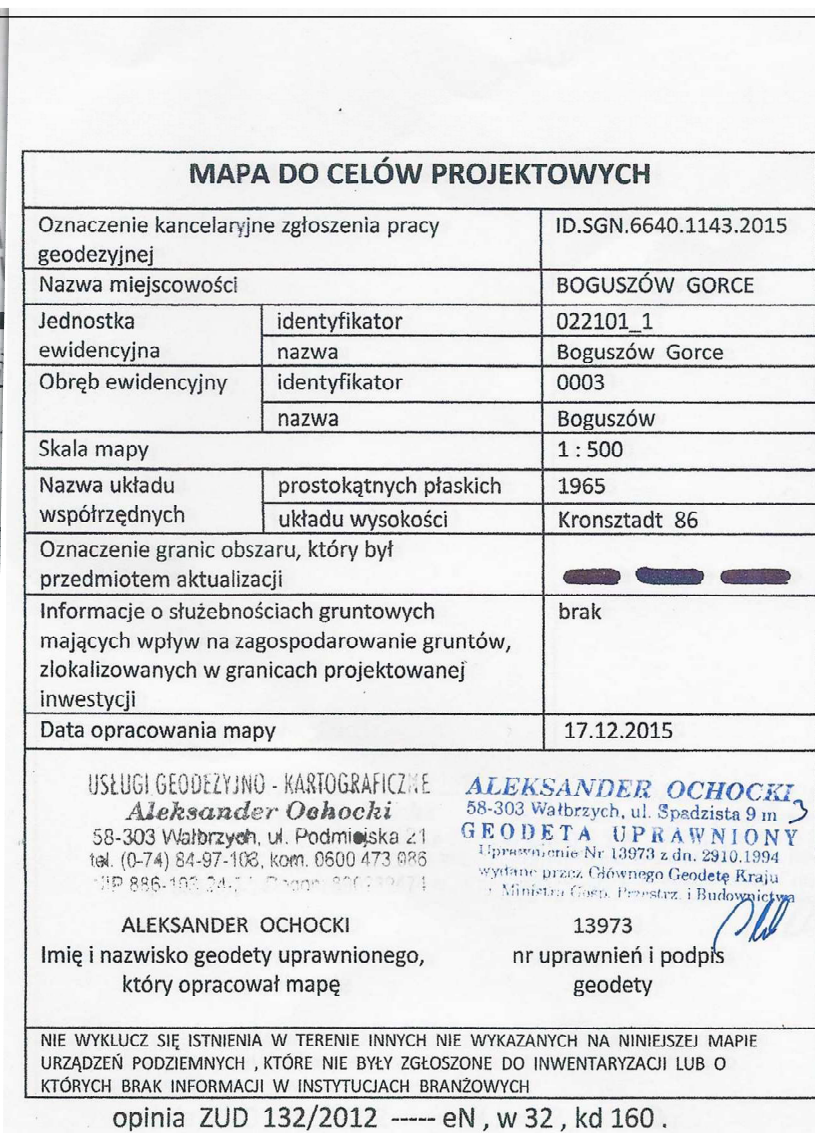 MAPA DO CELÓW PROJEKTOWYCH
Oznaczenie kancelaryjne zgłoszenia pracy geodezyjnej ID.SGN.6640.1143.2015
Nazwa miejscowości BOGUSZÓW GORCE
Jednostka ewidencyjna identyfikator 022101_1
nazwa Boguszów Gorce
Obręb ewidencyjny identyfikator 0003
nazwa Boguszów
Skala mapy 1 : 500
Nazwa układu współrzędnych prostokątnych płaskich 1965
układu wysokości Kronsztadt 86
Oznaczenie granic obszaru, który był
przedmiotem aktualizacji
Informacje o służebnościach gruntowych brak
mających wpływ na zagospodarowanie gruntów,
zlokalizowanych w granicach projektowanej
inwestycji
Data opracowania mapy 17.12.2015
USŁUGI GEODEZYJNO - KARTOGRAFICZNE
Aleksander Ochocki
58-303 Wałbrzych, ul. Podmiejska 21
tel. (0-74) 84-97-108, kom. 0600 473 086
ALEKSANDER OCHOCKI
58-303 Wałbrzych, ul. Spadzista 9 m 3
GEODETA UPRAWNIONY
Uprawnienie Nr 13973 z dn. 2910.1994
wydane przez Głównego Geodetę Kraju
Ministra Gosp. Przestrz. i Budownictwa
ALEKSANDER OCHOCKI
Imię i nazwisko geodety uprawnionego,
który opracował mapę
13973
nr uprawnień i podpis
geodety
NIE WYKLUCZ SIĘ ISTNIENIA W TERENIE INNYCH NIE WYKAZANYCH NA NINIEJSZEJ MAPIE
URZĄDZEŃ PODZIEMNYCH , KTÓRE NIE BYŁY ZGŁOSZONE DO INWENTARYZACJI LUB O
KTÓRYCH BRAK INFORMACJI W INSTYTUCJACH BRANŻOWYCH
opinia ZUD 132/2012 ----- eN , w 32 , kd 160 .